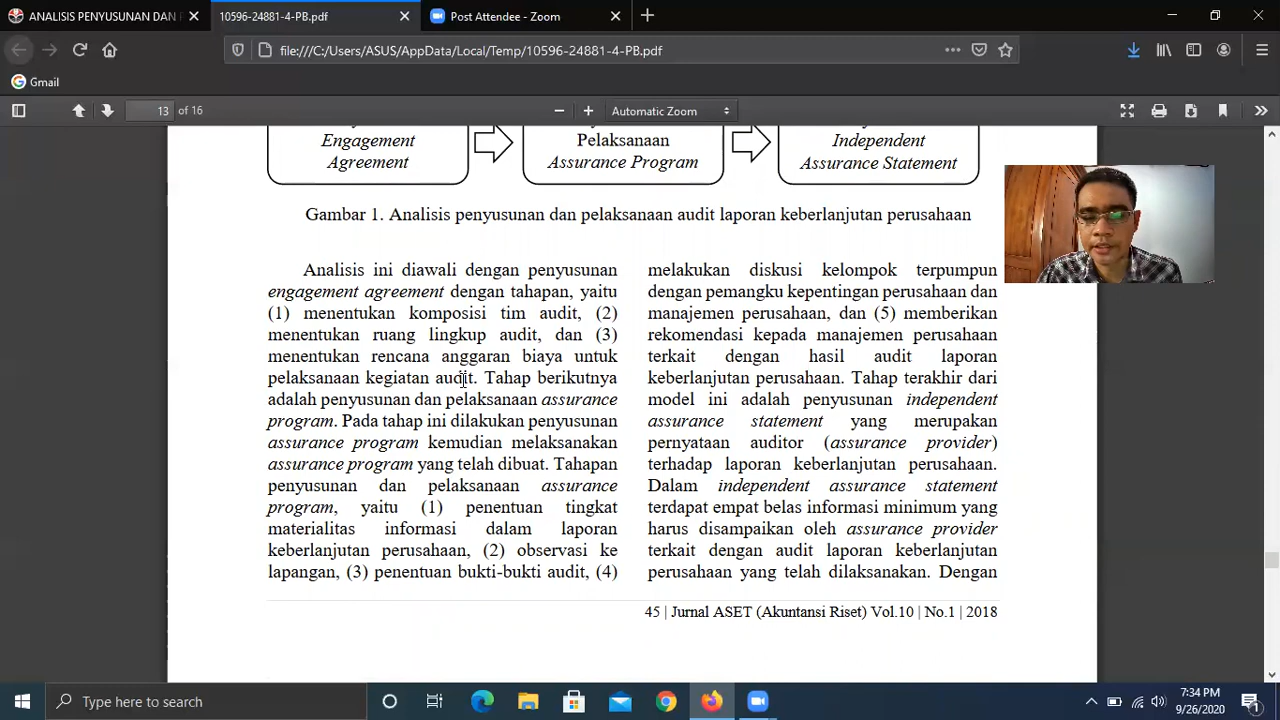 ANALISIS PENYUSUNAN DAN
10596-24881-4-PB.pdf
Post Attendee - Zoom
file:///C:/Users/ASUS/AppData/Local/Temp/10596-24881-4-PB.pdf
Gmail
13 of 16
Automatic Zoom
Engagement
Agreement
Pelaksanaan
Assurance Program
Independent
Assurance Statement
Gambar 1. Analisis penyusunan dan pelaksanaan audit laporan keberlanjutan perusahaan
Analisis ini diawali dengan penyusunan
engagement agreement dengan tahapan, yaitu
(1) menentukan komposisi tim audit, (2)
menentukan ruang lingkup audit, dan (3)
menentukan rencana anggaran biaya untuk
pelaksanaan kegiatan audit. Tahap berikutnya
adalah penyusunan dan pelaksanaan assurance
program. Pada tahap ini dilakukan penyusunan
assurance program kemudian melaksanakan
assurance program yang telah dibuat. Tahapan
penyusunan dan pelaksanaan assurance
program, yaitu (1) penentuan tingkat
materialitas informasi dalam laporan
keberlanjutan perusahaan, (2) observasi ke
lapangan, (3) penentuan bukti-bukti audit, (4)
melakukan diskusi kelompok terpumpun
dengan pemangku kepentingan perusahaan dan
manajemen perusahaan, dan (5) memberikan
rekomendasi kepada manajemen perusahaan
terkait dengan hasil audit laporan
keberlanjutan perusahaan. Tahap terakhir dari
model ini adalah penyusunan independent
assurance statement yang merupakan
pernyataan auditor (assurance provider)
terhadap laporan keberlanjutan perusahaan.
Dalam independent assurance statement
terdapat empat belas informasi minimum yang
harus disampaikan oleh assurance provider
terkait dengan audit laporan keberlanjutan
perusahaan yang telah dilaksanakan. Dengan
45 | Jurnal ASET (Akuntansi Riset) Vol.10 | No.1 | 2018
Type here to search
7:34 PM
9/26/2020
1